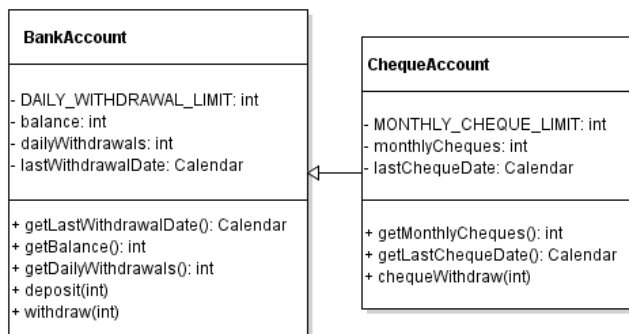 BankAccount
- DAILY_WITHDRAWAL_LIMIT: int
- balance: int
- dailyWithdrawals: int
- lastWithdrawalDate: Calendar
+ getLastWithdrawalDate(): Calendar
+ getBalance(): int
+ getDailyWithdrawals(): int
+ deposit(int)
+ withdraw(int)
ChequeAccount
- MONTHLY_CHEQUE_LIMIT: int
- monthlyCheques: int
- lastChequeDate: Calendar
+ getMonthlyCheques(): int
+ getLastChequeDate(): Calendar
+ chequeWithdraw(int)